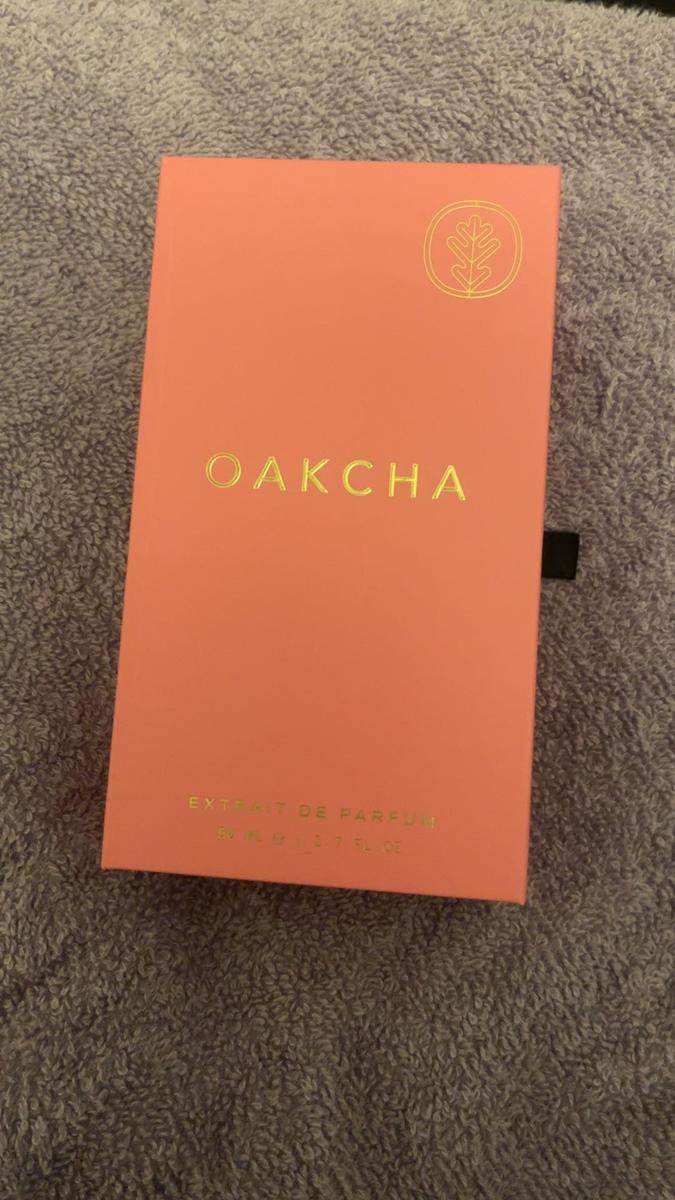 OAKCHA
EXTRAIT DE PARFUM
50 ML ℮ | 1.7 FL OZ